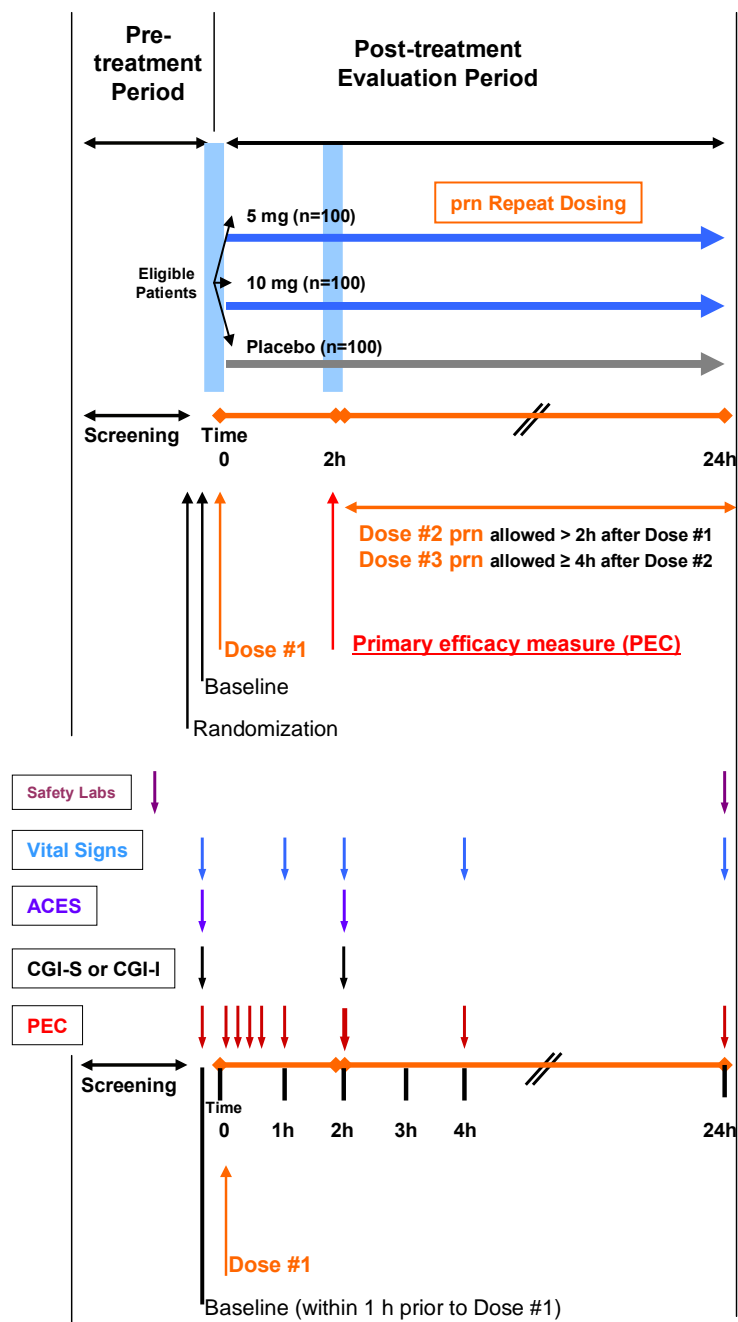 Pre-
treatment
Period
Post-treatment
Evaluation Period
prn Repeat Dosing
5 mg (n=100)
Eligible
Patients
10 mg (n=100)
Placebo (n=100)
Screening
Time
0
2h
24h
Dose #2 prn allowed > 2h after Dose #1
Dose #3 prn allowed ≥ 4h after Dose #2
Dose #1
Primary efficacy measure (PEC)
Baseline
Randomization
Safety Labs
Vital Signs
ACES
CGI-S or CGI-I
PEC
Screening
Time
0
1h
2h
3h
4h
24h
Dose #1
Baseline (within 1 h prior to Dose #1)